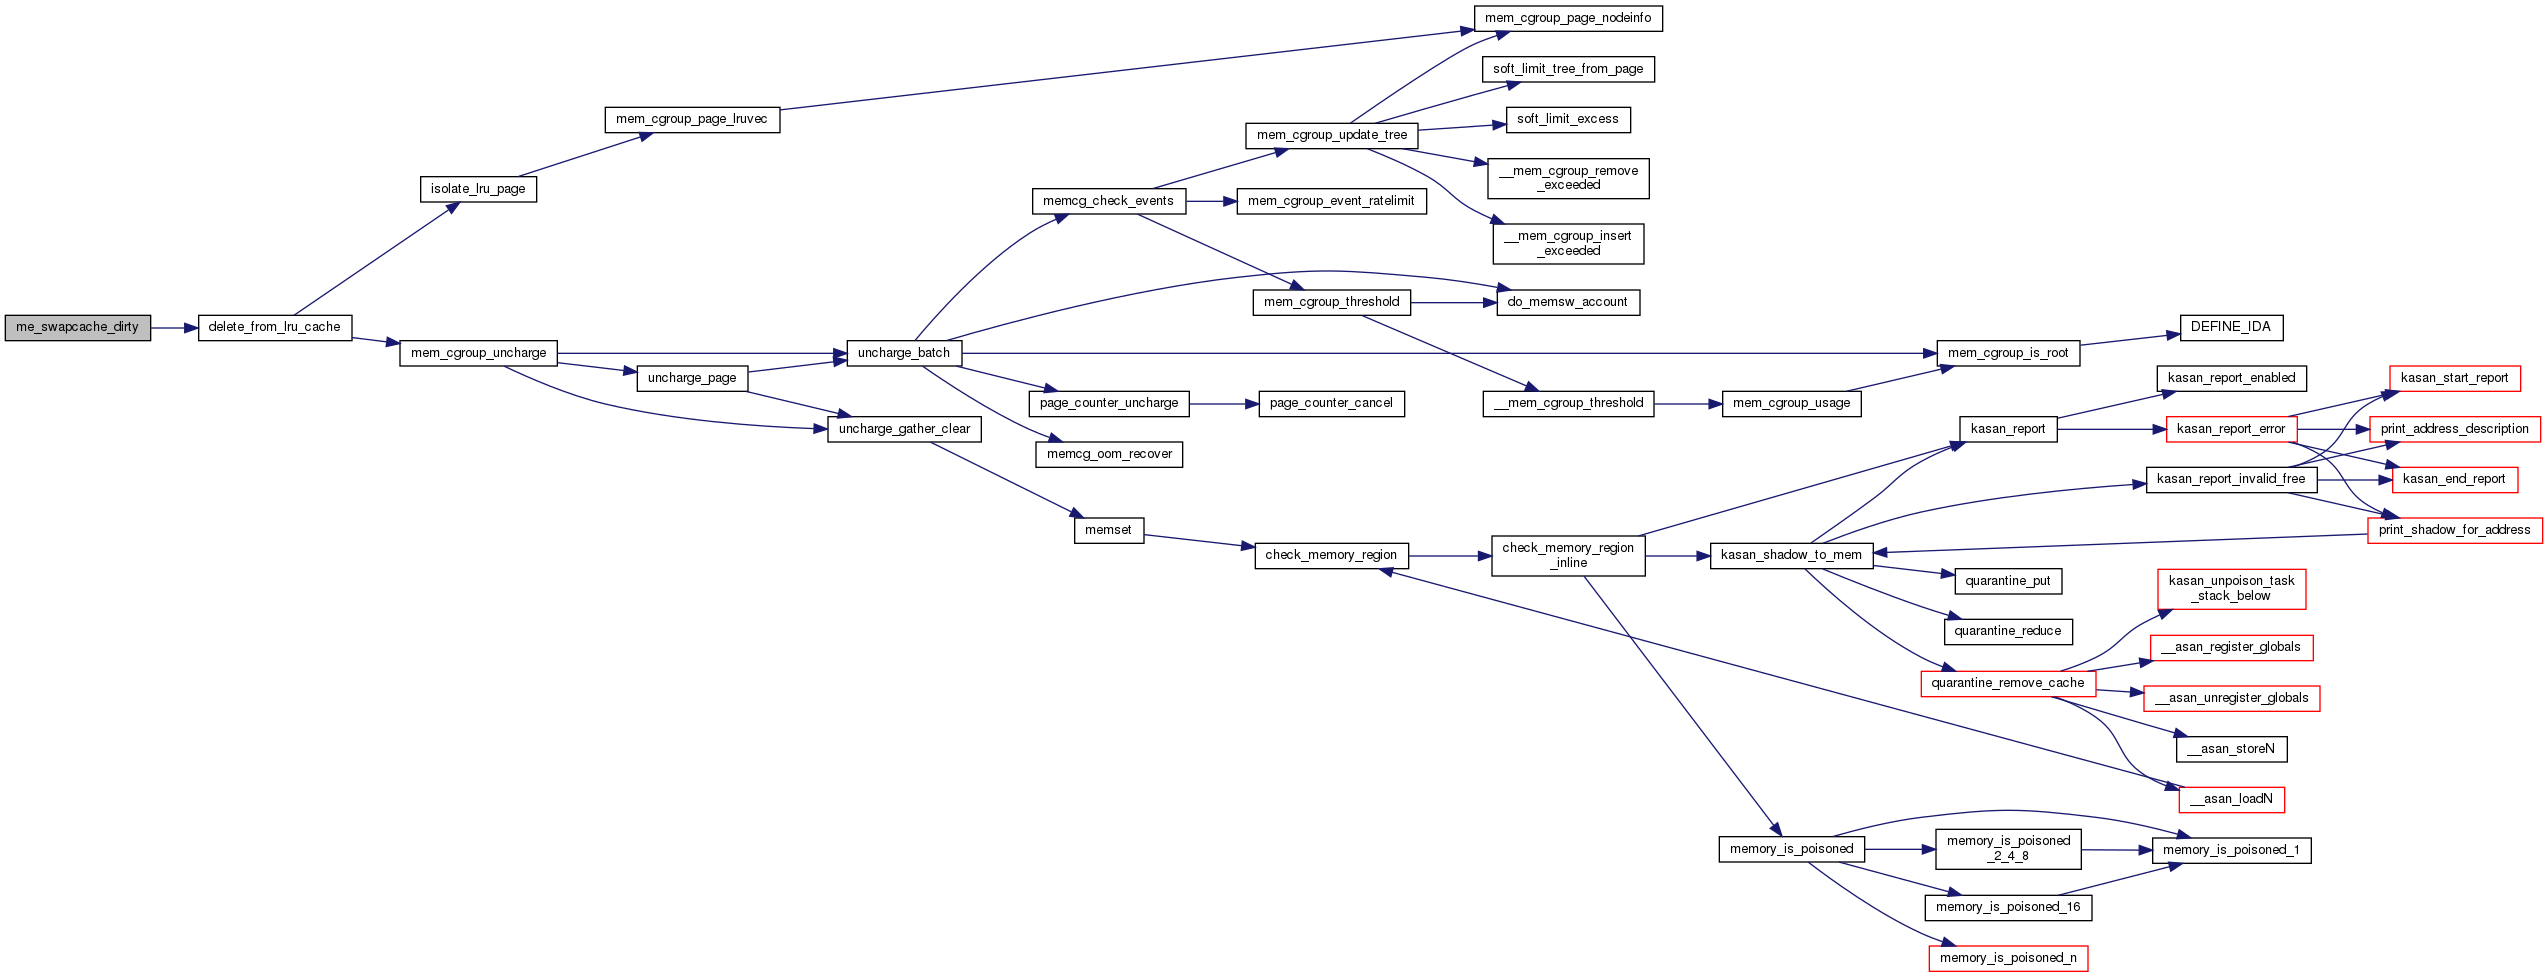 me_swapcache_dirty
delete_from_lru_cache
isolate_lru_page
mem_cgroup_page_lruvec
mem_cgroup_page_nodeinfo
mem_cgroup_uncharge
uncharge_batch
memcg_check_events
mem_cgroup_update_tree
soft_limit_tree_from_page
soft_limit_excess
__mem_cgroup_remove
_exceeded
__mem_cgroup_insert
_exceeded
mem_cgroup_event_ratelimit
mem_cgroup_threshold
do_memsw_account
__mem_cgroup_threshold
mem_cgroup_usage
mem_cgroup_is_root
DEFINE_IDA
page_counter_uncharge
page_counter_cancel
memcg_oom_recover
uncharge_page
uncharge_gather_clear
memset
check_memory_region
check_memory_region
_inline
kasan_report
kasan_report_enabled
kasan_report_error
kasan_start_report
print_address_description
kasan_end_report
print_shadow_for_address
kasan_report_invalid_free
kasan_shadow_to_mem
quarantine_put
quarantine_reduce
quarantine_remove_cache
kasan_unpoison_task
_stack_below
__asan_register_globals
__asan_unregister_globals
__asan_storeN
__asan_loadN
memory_is_poisoned
memory_is_poisoned
_2_4_8
memory_is_poisoned_1
memory_is_poisoned_16
memory_is_poisoned_n